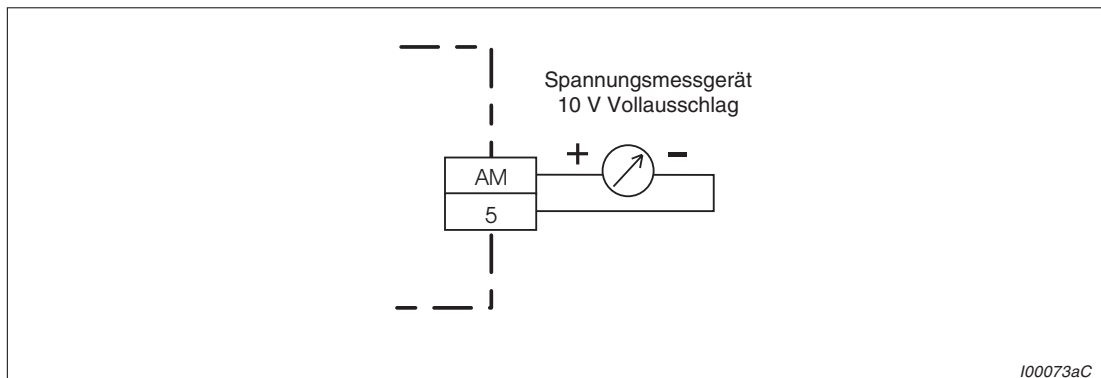 Spannungsmessgerät
10 V Vollausschlag
+ −
AM
5
I00073aC